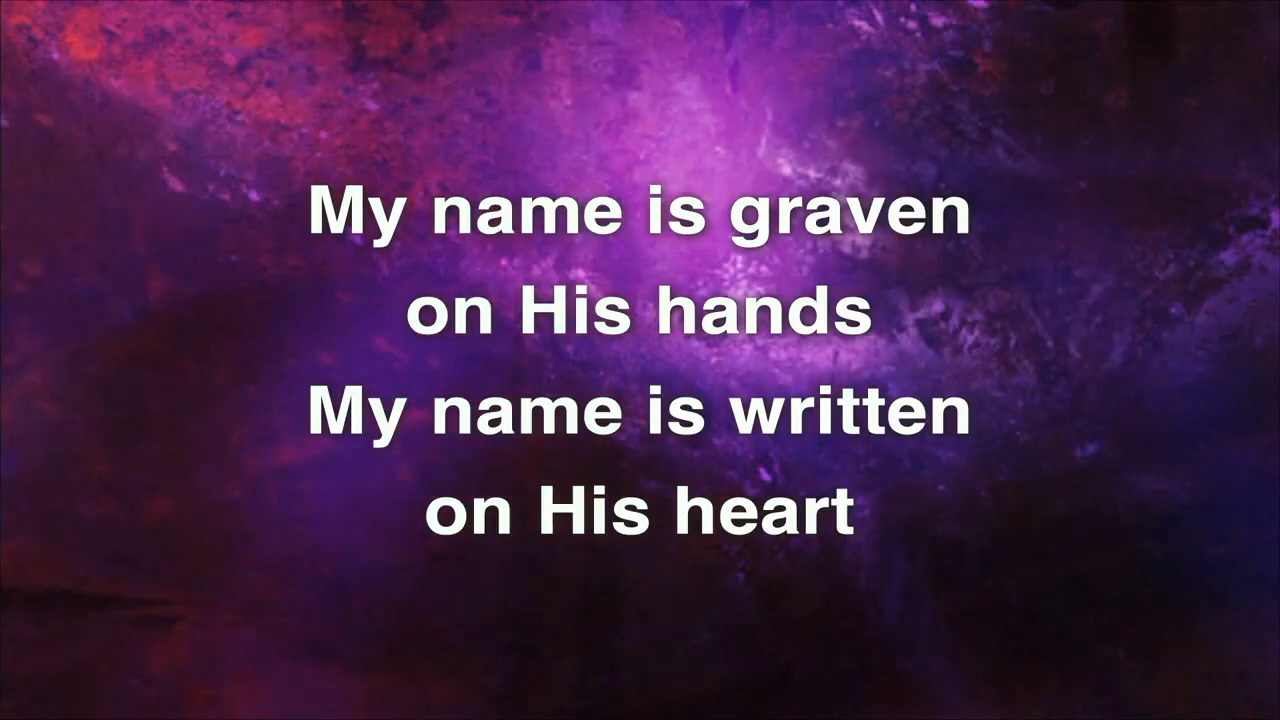 My name is graven
on His hands
My name is written
on His heart